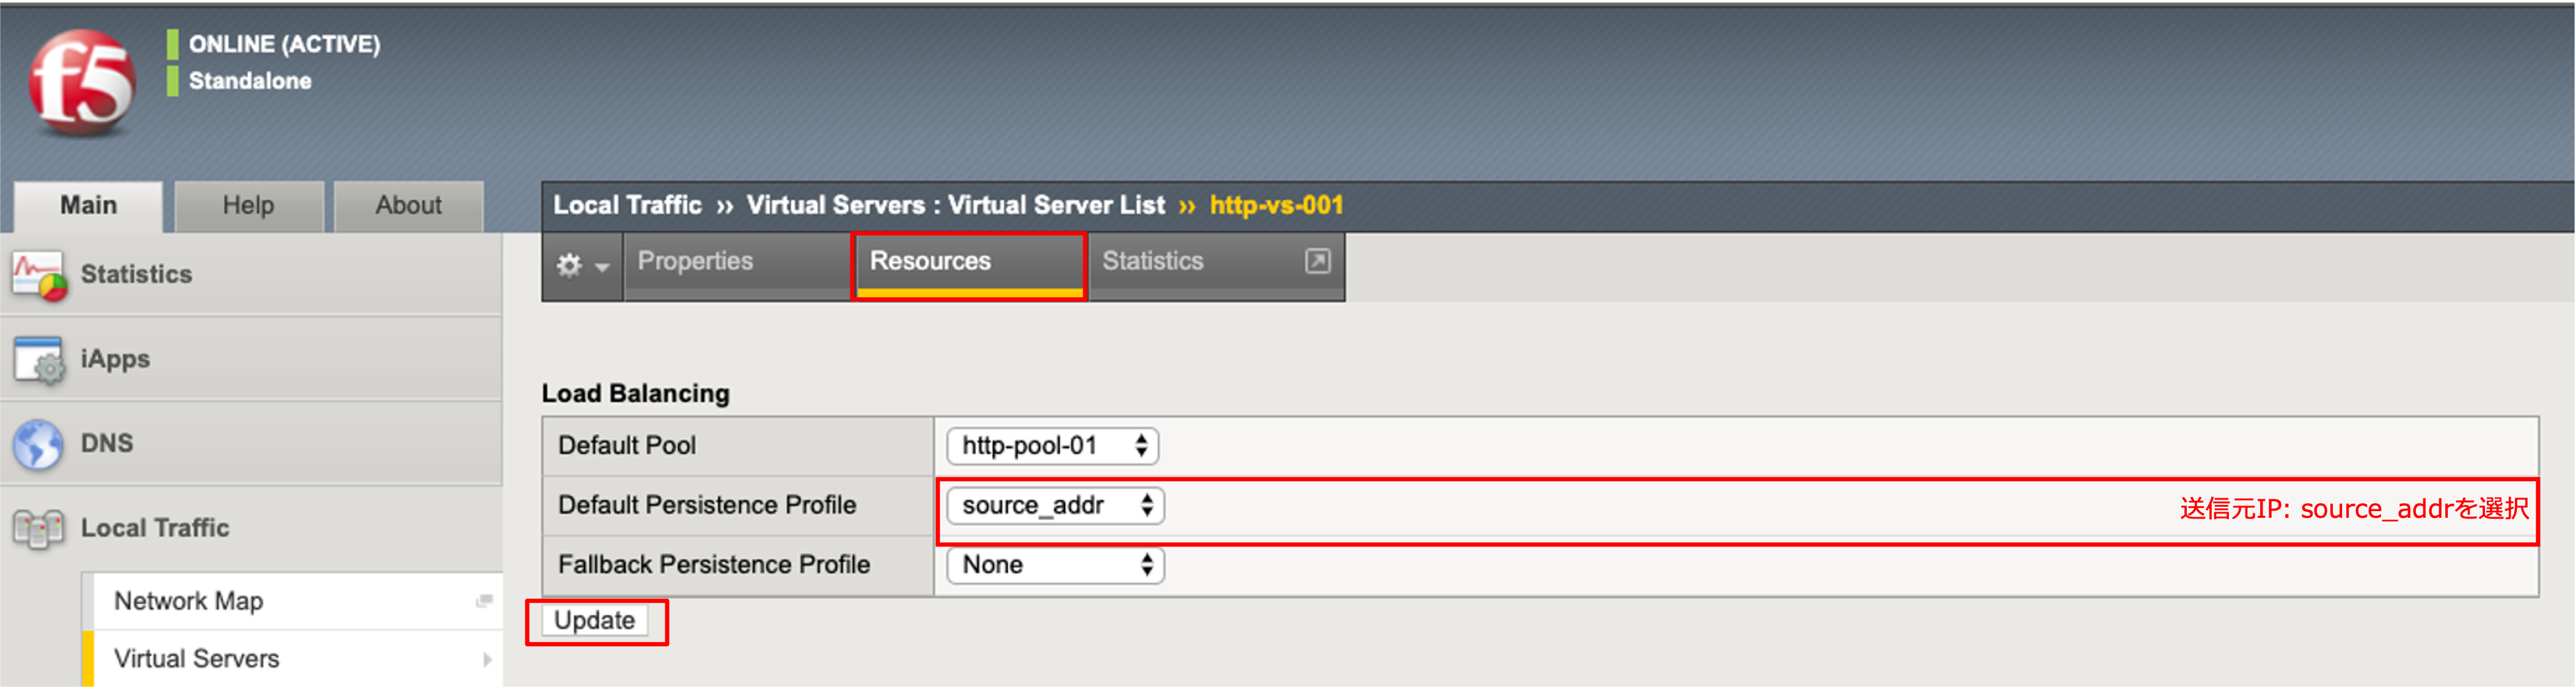 f5
ONLINE (ACTIVE)
Standalone
Main
Help
About
Local Traffic ›› Virtual Servers : Virtual Server List ›› http-vs-001
Properties
Resources
Statistics
Statistics
iApps
DNS
Local Traffic
Network Map
Virtual Servers
Load Balancing
Default Pool
http-pool-01
Default Persistence Profile
source_addr
送信元IP: source_addrを選択
Fallback Persistence Profile
None
Update